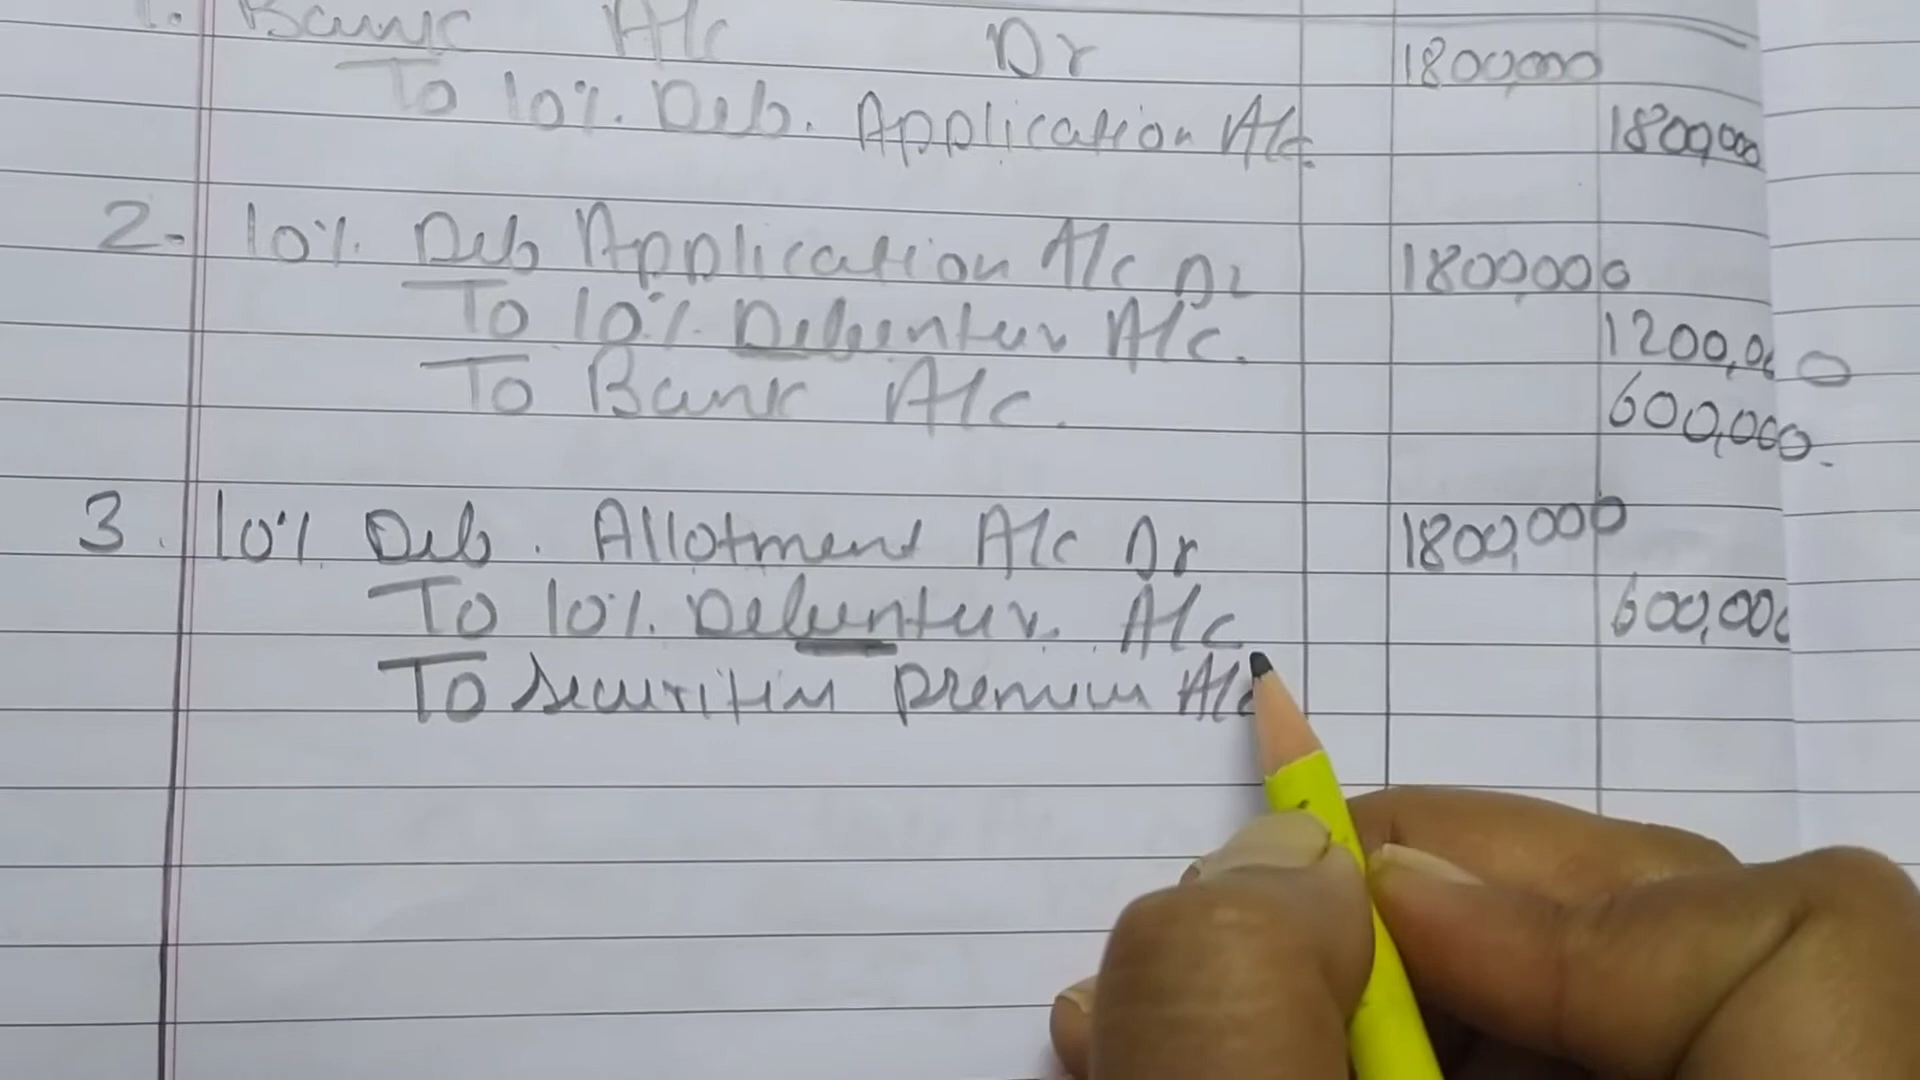 1. Bank A/c Dr 1800,000
To 10%. Deb. Application A/c. 1800,000
2. 10%. Deb Application A/c Dr 1800,000
To 10%. Debentur A/c. 1200,000
To Bank A/c. 600,000.
3. 10% Deb. Allotment A/c Dr 1800,000
To 10%. Debentur. A/c 600,000
To Securities premium A/c